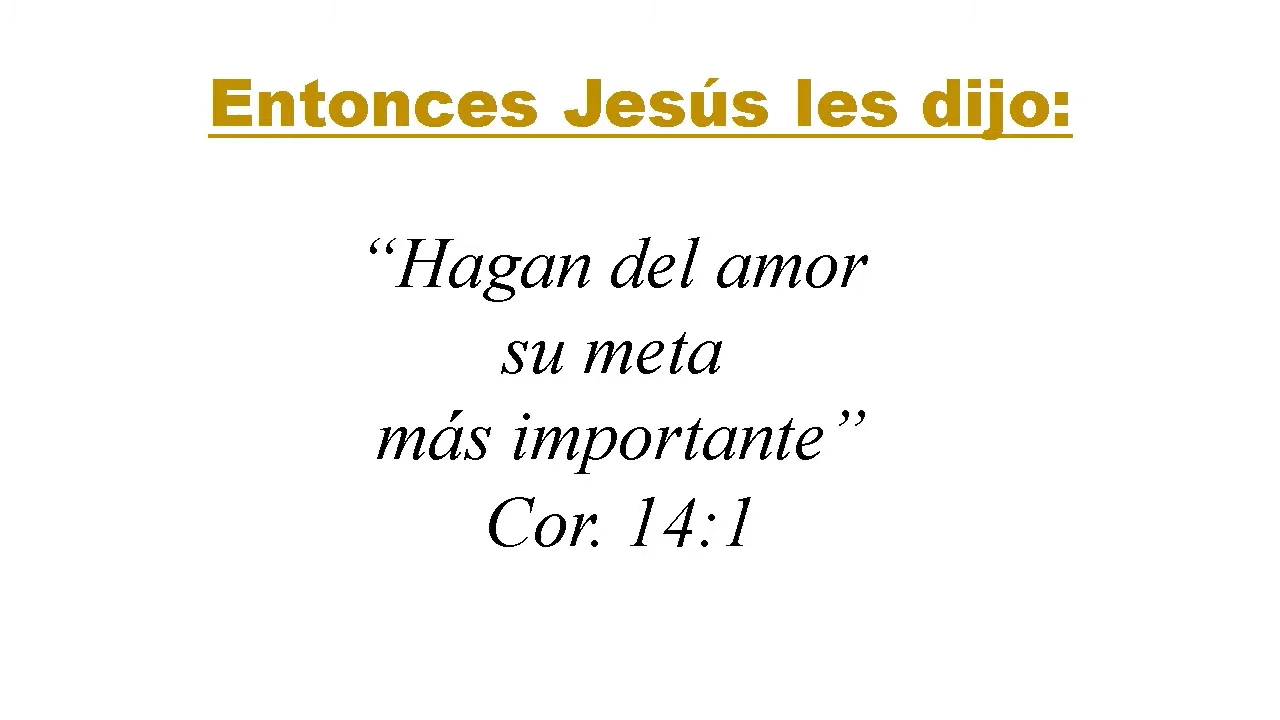 Entonces Jesús les dijo:
“Hagan del amor
su meta
más importante”
Cor. 14:1